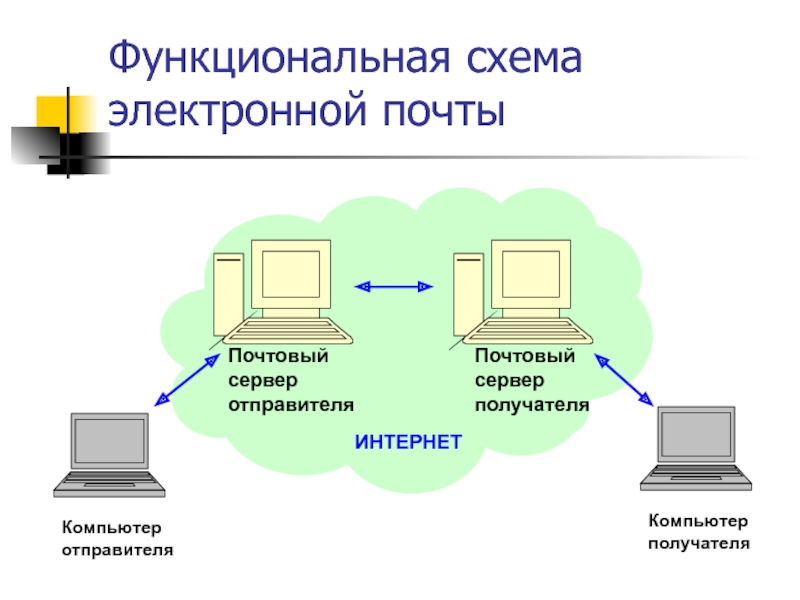 Функциональная схема
электронной почты
Почтовый
сервер
отправителя
Почтовый
сервер
получателя
ИНТЕРНЕТ
Компьютер
отправителя
Компьютер
получателя